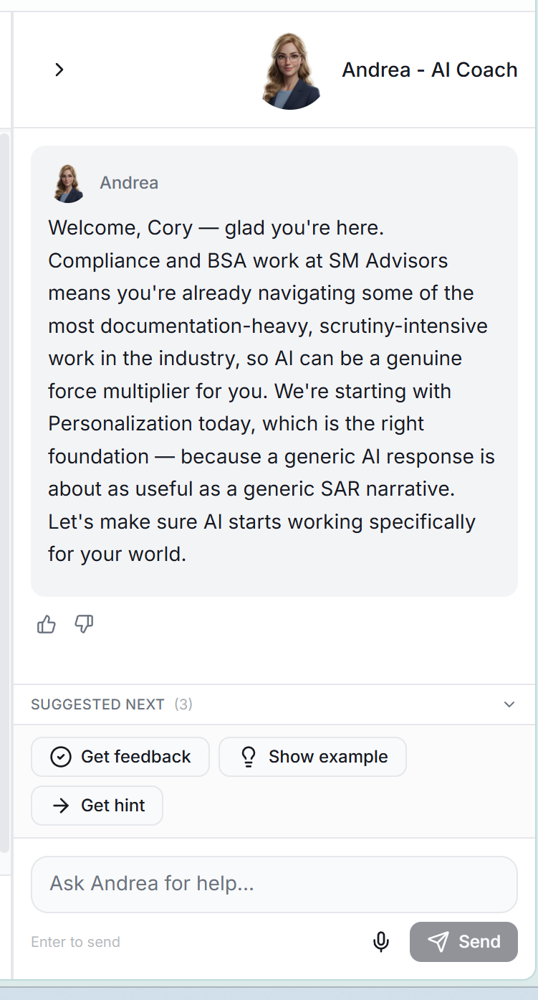 Andrea - AI Coach
Andrea
Welcome, Cory — glad you're here.
Compliance and BSA work at SM Advisors
means you're already navigating some of the
most documentation-heavy, scrutiny-intensive
work in the industry, so AI can be a genuine
force multiplier for you. We're starting with
Personalization today, which is the right
foundation — because a generic AI response is
about as useful as a generic SAR narrative.
Let's make sure AI starts working specifically
for your world.
SUGGESTED NEXT (3)
Get feedback
Show example
Get hint
Ask Andrea for help...
Enter to send
Send